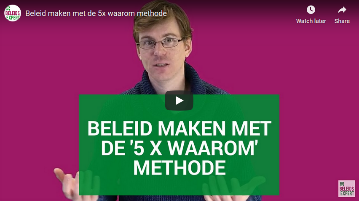 Beleid maken met de 5x waarom methode
Watch later
Share
BELEID MAKEN MET
DE '5 X WAAROM'
METHODE